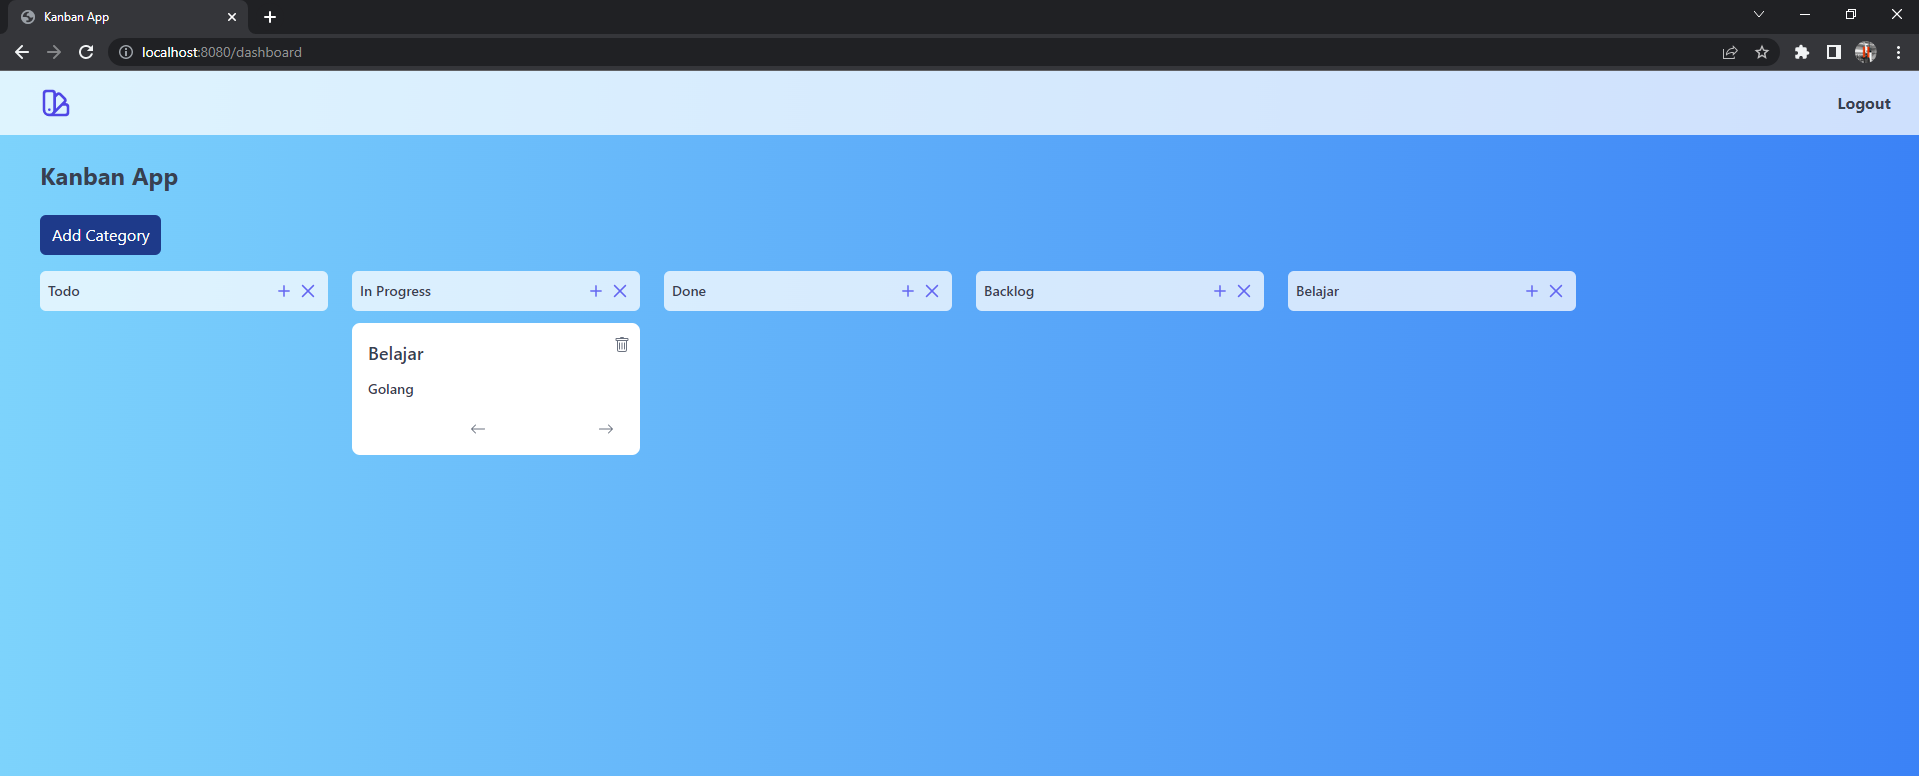 Kanban App
localhost:8080/dashboard
Logout
Kanban App
Add Category
Todo
In Progress
Done
Backlog
Belajar
Belajar
Golang